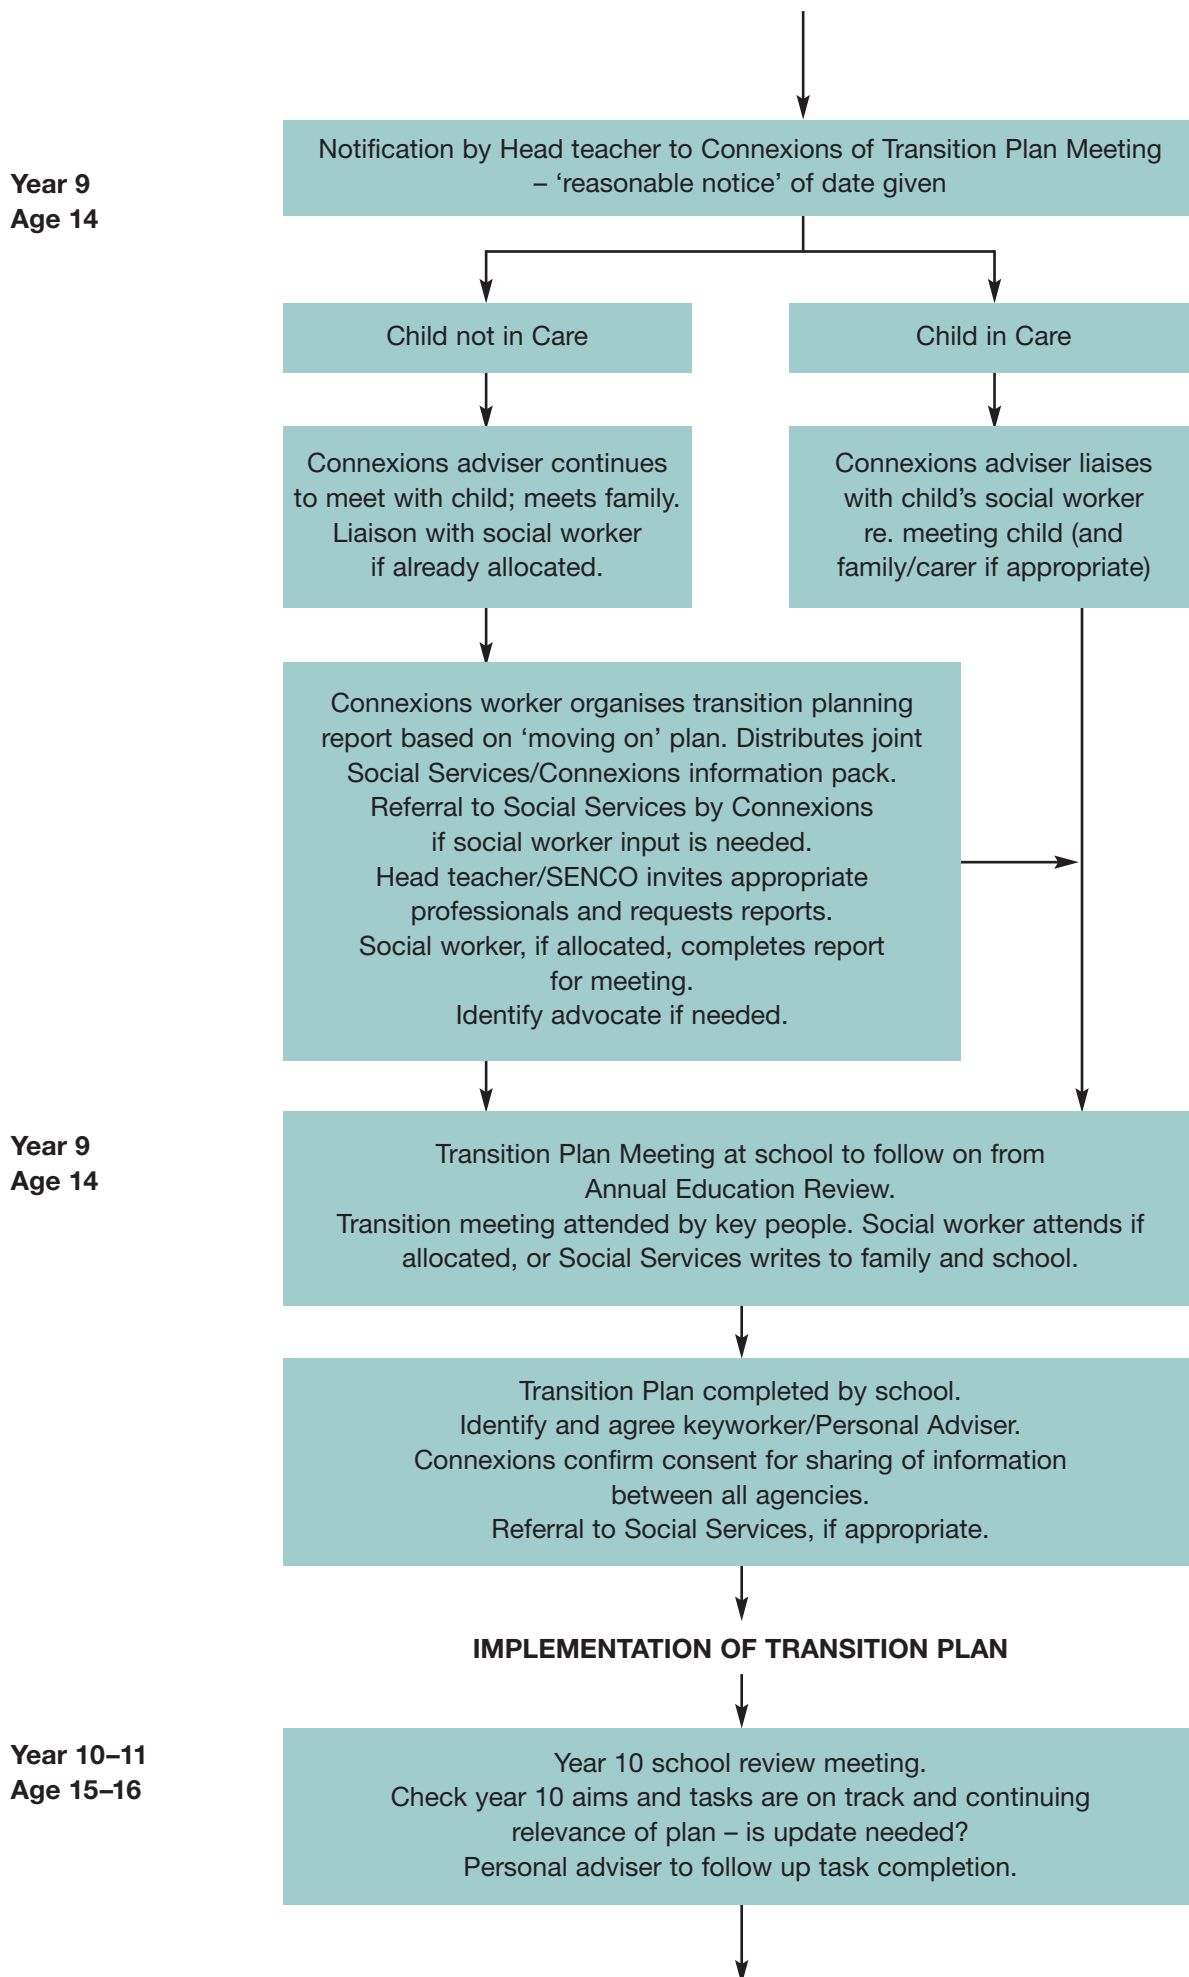 Year 9
Age 14
Notification by Head teacher to Connexions of Transition Plan Meeting
– ‘reasonable notice’ of date given
Child not in Care
Child in Care
Connexions adviser continues
to meet with child; meets family.
Liaison with social worker
if already allocated.
Connexions adviser liaises
with child’s social worker
re. meeting child (and
family/carer if appropriate)
Connexions worker organises transition planning
report based on ‘moving on’ plan. Distributes joint
Social Services/Connexions information pack.
Referral to Social Services by Connexions
if social worker input is needed.
Head teacher/SENCO invites appropriate
professionals and requests reports.
Social worker, if allocated, completes report
for meeting.
Identify advocate if needed.
Year 9
Age 14
Transition Plan Meeting at school to follow on from
Annual Education Review.
Transition meeting attended by key people. Social worker attends if
allocated, or Social Services writes to family and school.
Transition Plan completed by school.
Identify and agree keyworker/Personal Adviser.
Connexions confirm consent for sharing of information
between all agencies.
Referral to Social Services, if appropriate.
IMPLEMENTATION OF TRANSITION PLAN
Year 10–11
Age 15–16
Year 10 school review meeting.
Check year 10 aims and tasks are on track and continuing
relevance of plan – is update needed?
Personal adviser to follow up task completion.